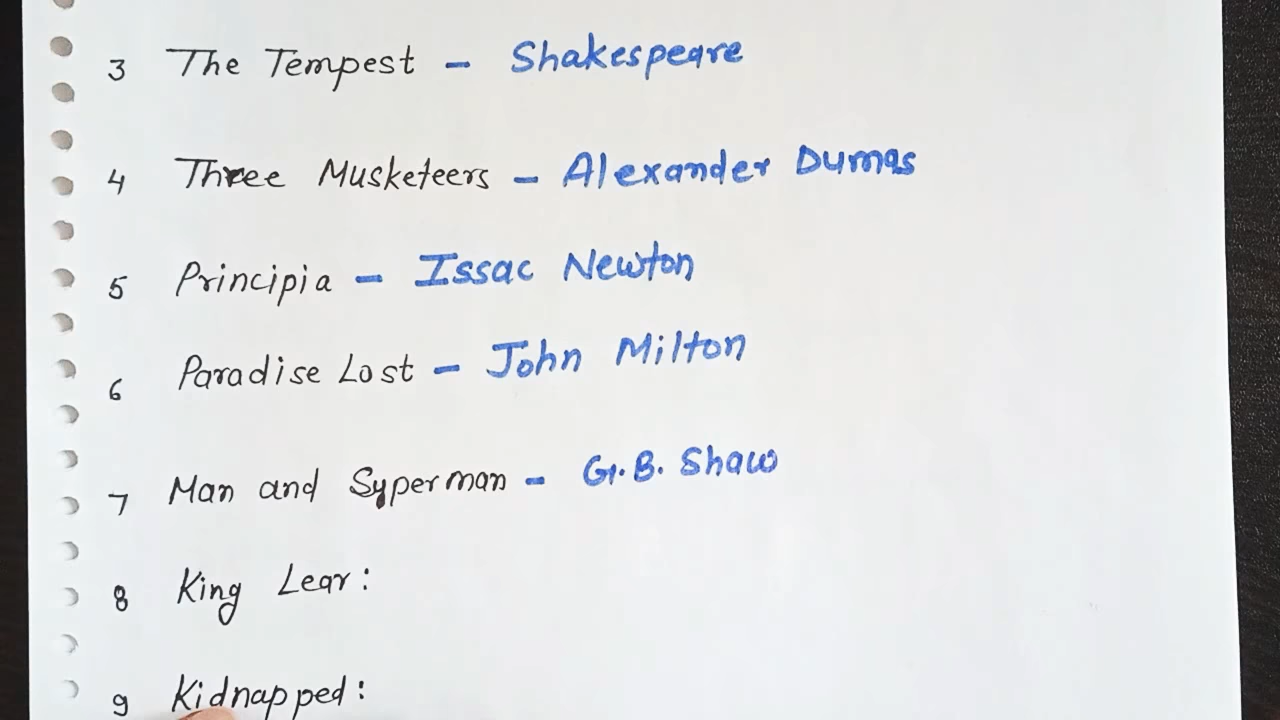 3 The Tempest - Shakespeare
4 Three Musketeers - Alexander Dumas
5 Principia - Issac Newton
6 Paradise Lost - John Milton
7 Man and Syperman - G.B. Shaw
8 King Lear:
9 Kidnapped: